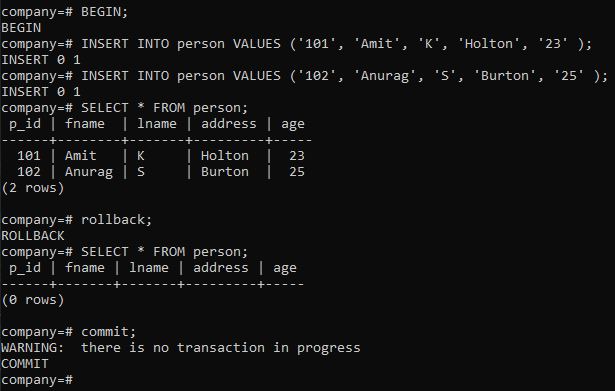 company=# BEGIN;
BEGIN
company=# INSERT INTO person VALUES ('101', 'Amit', 'K', 'Holton', '23' );
INSERT 0 1
company=# INSERT INTO person VALUES ('102', 'Anurag', 'S', 'Burton', '25' );
INSERT 0 1
company=# SELECT * FROM person;
 p_id | fname  | lname | address | age
------+--------+-------+---------+-----
  101 | Amit   | K     | Holton  |  23
  102 | Anurag | S     | Burton  |  25
(2 rows)

company=# rollback;
ROLLBACK
company=# SELECT * FROM person;
 p_id | fname | lname | address | age
------+-------+-------+---------+-----
(0 rows)

company=# commit;
WARNING:  there is no transaction in progress
COMMIT
company=#